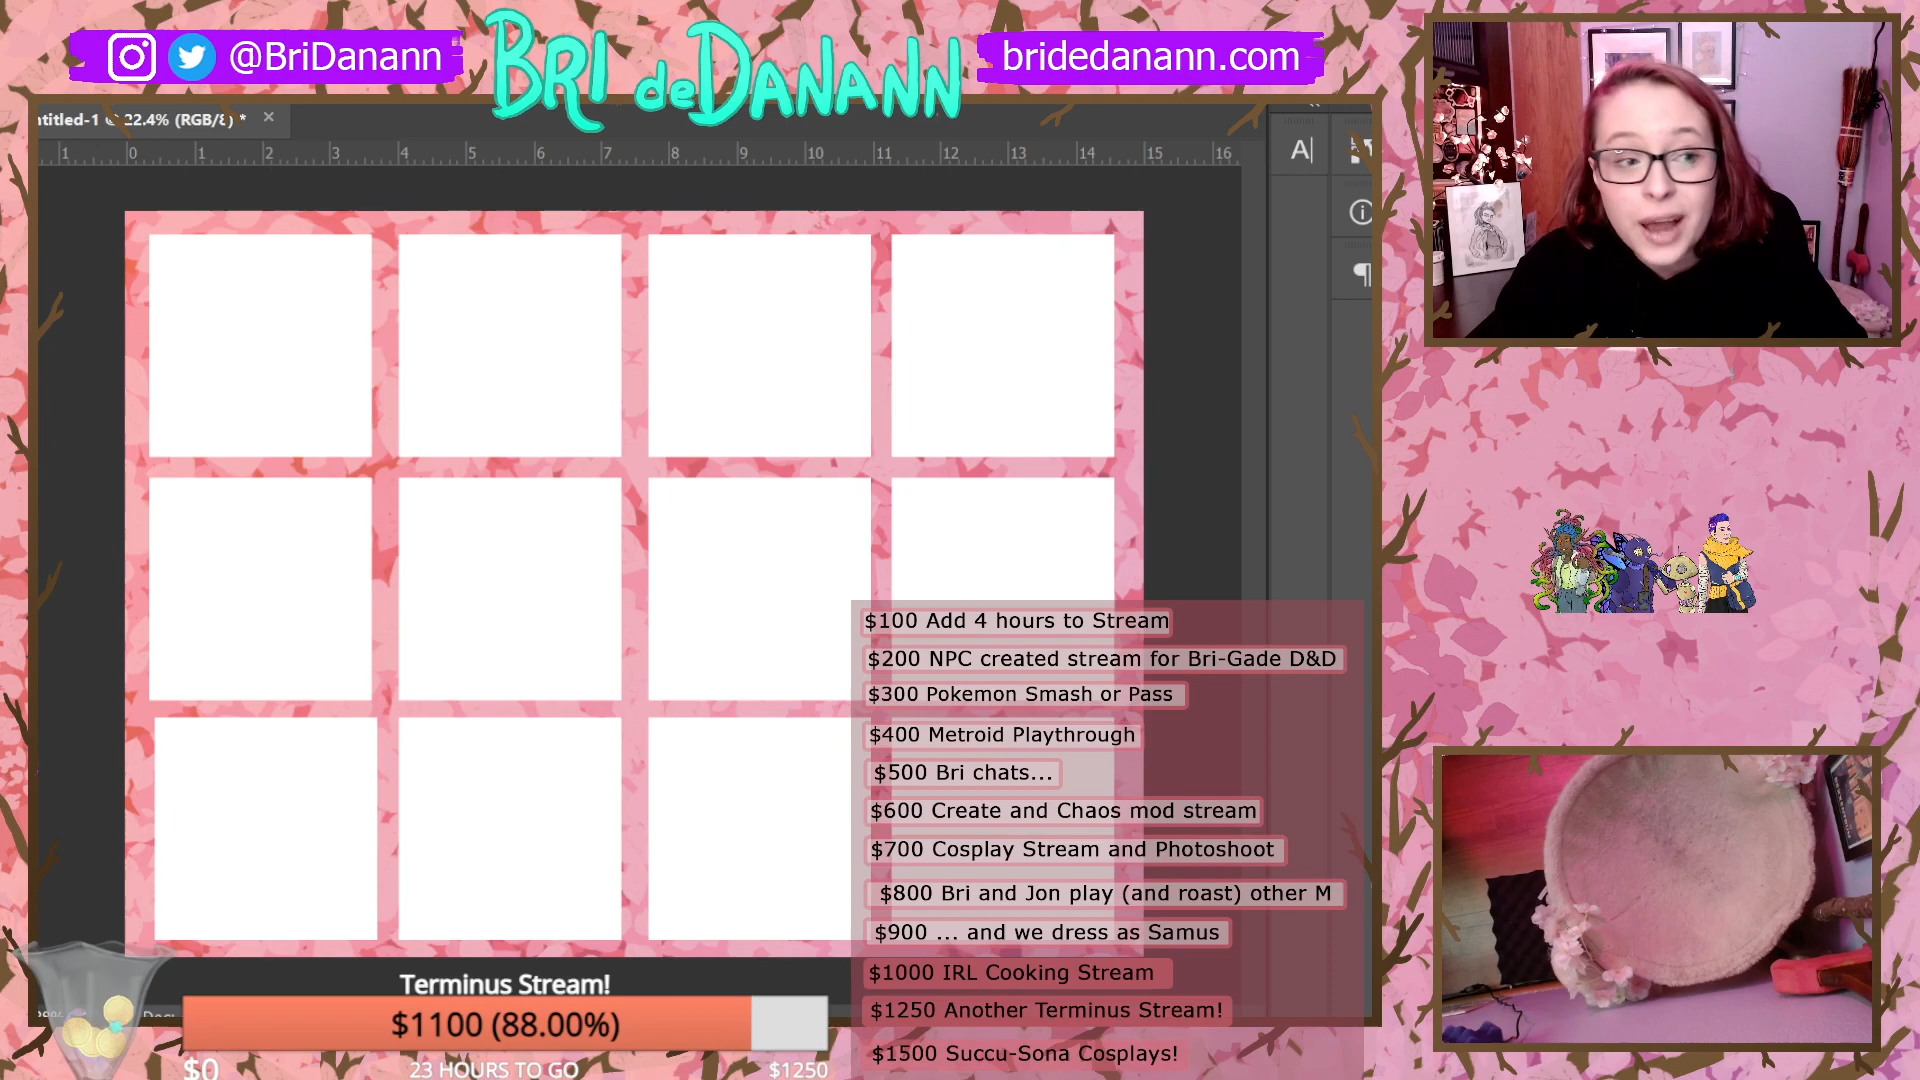 @BriDanann
BRI deDANANN
bridedanann.com
ntitled-1 @ 22.4% (RGB/8) * ×
1 0 1 2 3 4 5 6 7 8 9 10 11 12 13 14 15 16
A|
¶
$100 Add 4 hours to Stream
$200 NPC created stream for Bri-Gade D&D
$300 Pokemon Smash or Pass
$400 Metroid Playthrough
$500 Bri chats...
$600 Create and Chaos mod stream
$700 Cosplay Stream and Photoshoot
$800 Bri and Jon play (and roast) other M
$900 ... and we dress as Samus
$1000 IRL Cooking Stream
$1250 Another Terminus Stream!
$1500 Succu-Sona Cosplays!
Terminus Stream!
$1100 (88.00%)
$0 23 HOURS TO GO $1250